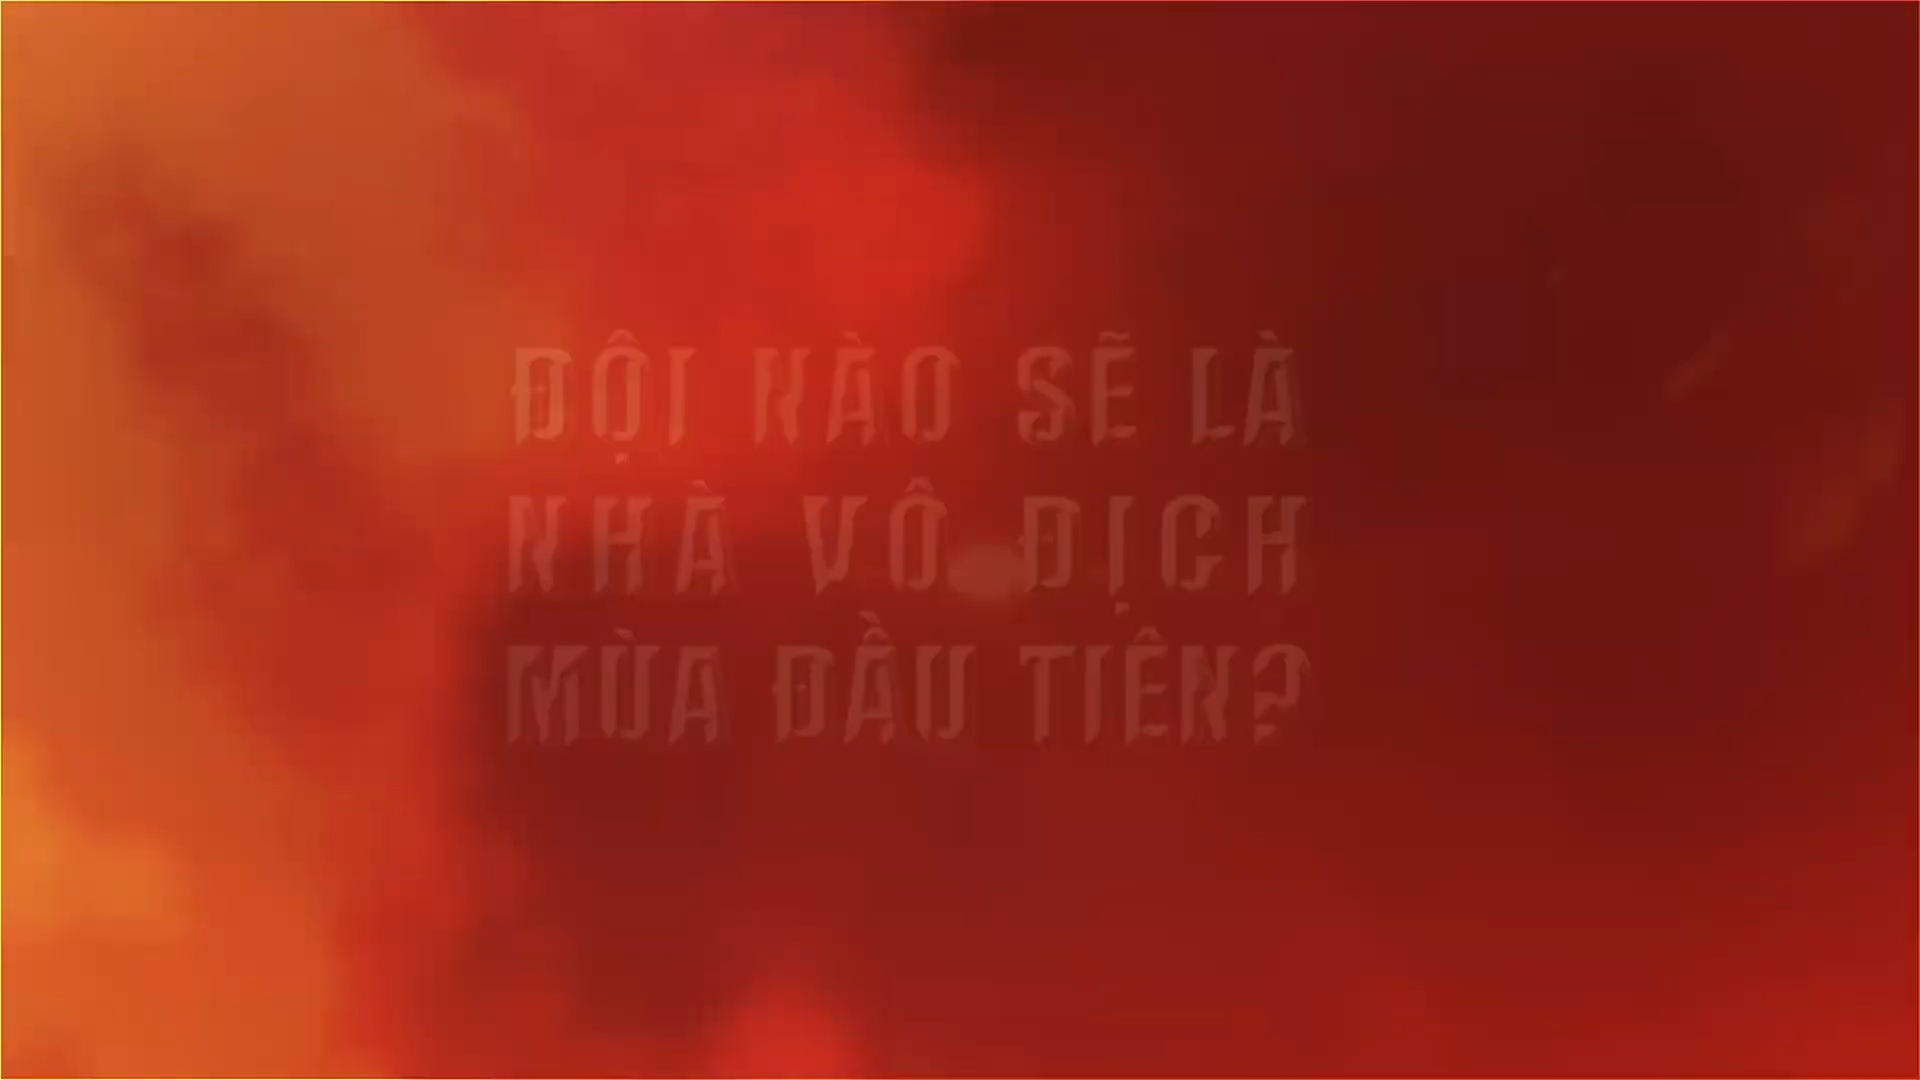 ĐỘI NÀO SẼ LÀ
NHÀ VÔ ĐỊCH
MÙA ĐẦU TIÊN?